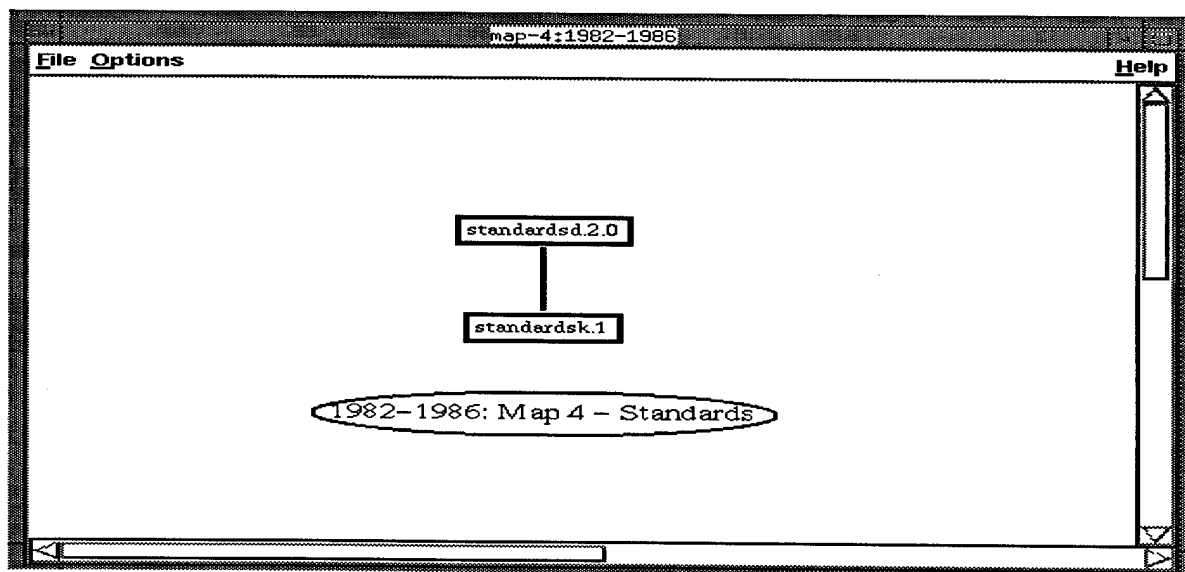 map-4:1982-1986
File Options Help
standardsd.2.0
standardsk.1
1982-1986: Map 4 - Standards